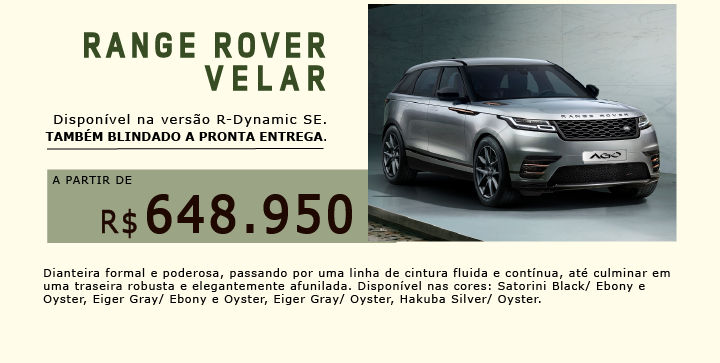 RANGE ROVER
VELAR
Disponível na versão R-Dynamic SE.
TAMBÉM BLINDADO A PRONTA ENTREGA.
A PARTIR DE
R$ 648.950
RANGE ROVER
AGO
Dianteira formal e poderosa, passando por uma linha de cintura fluida e contínua, até culminar em
uma traseira robusta e elegantemente afunilada. Disponível nas cores: Satorini Black/ Ebony e
Oyster, Eiger Gray/ Ebony e Oyster, Eiger Gray/ Oyster, Hakuba Silver/ Oyster.